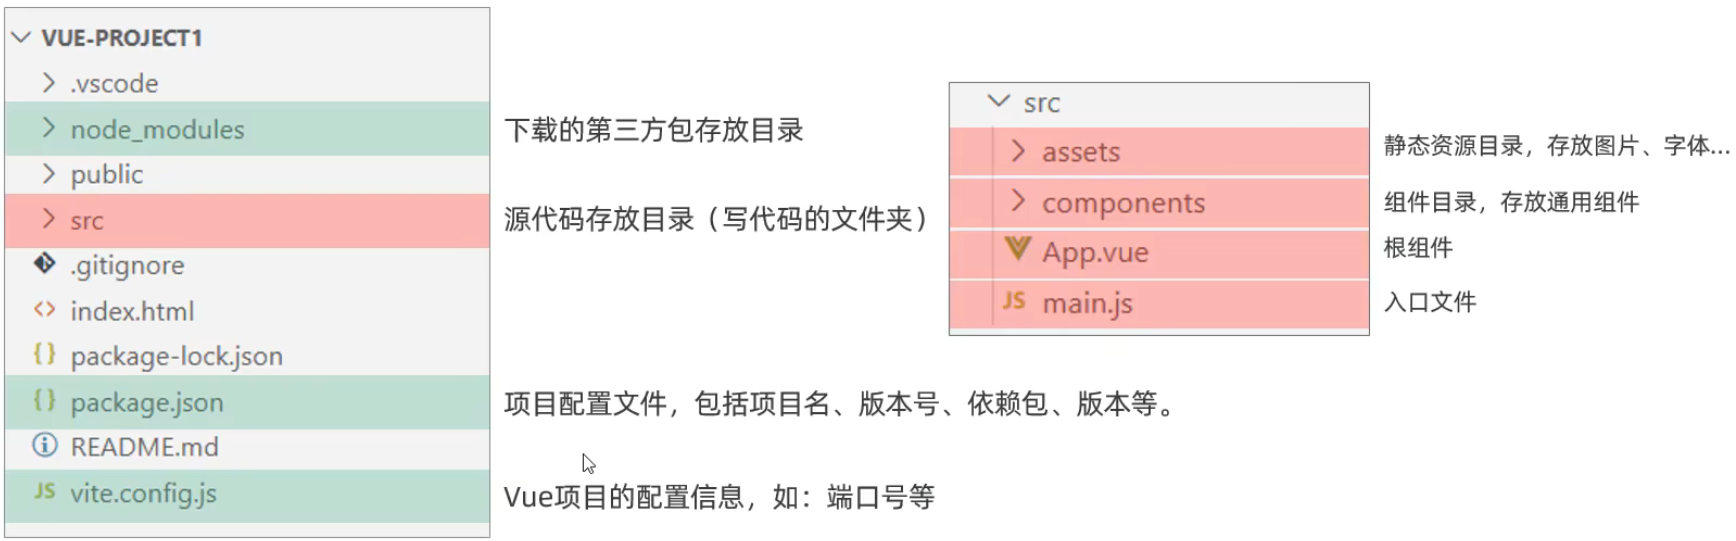 VUE-PROJECT1
.vscode
node_modules
下载的第三方包存放目录
public
src
源代码存放目录（写代码的文件夹）
.gitignore
index.html
package-lock.json
{} package.json
项目配置文件，包括项目名、版本号、依赖包、版本等。
README.md
JS vite.config.js
Vue项目的配置信息，如：端口号等
src
assets
静态资源目录，存放图片、字体...
components
组件目录，存放通用组件
App.vue
根组件
JS main.js
入口文件